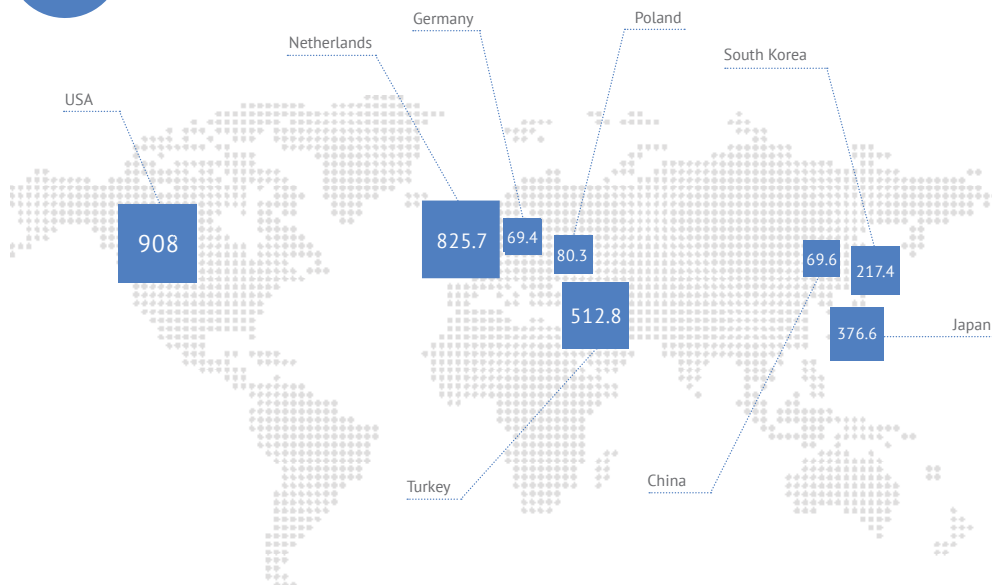 Germany
Poland
Netherlands
South Korea
USA
908
825.7
69.4
80.3
69.6
217.4
512.8
376.6
Japan
Turkey
China